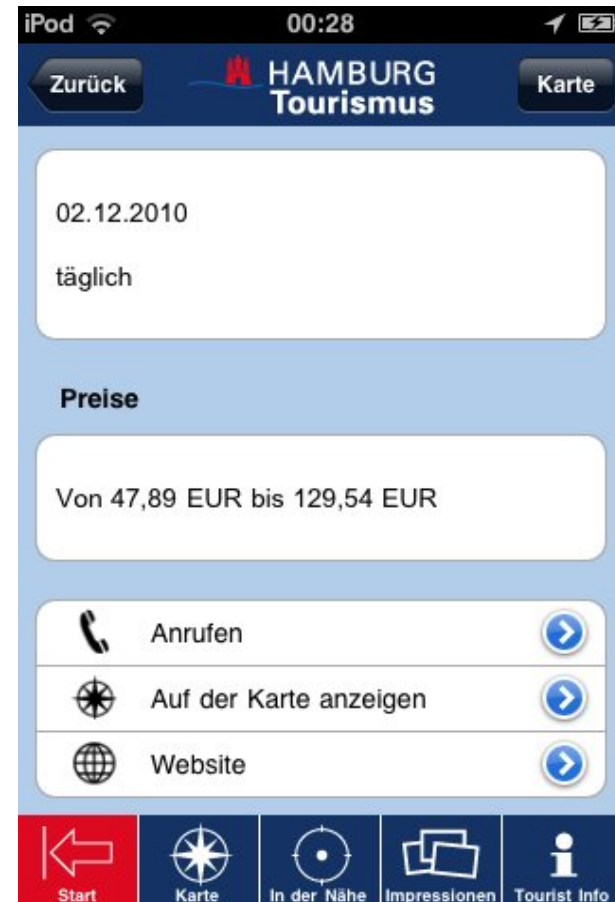 iPod 00:28
Zurück HAMBURG Tourismus Karte
02.12.2010
täglich
Preise
Von 47,89 EUR bis 129,54 EUR
Anrufen
Auf der Karte anzeigen
Website
Start Karte In der Nähe Impressionen Tourist Info